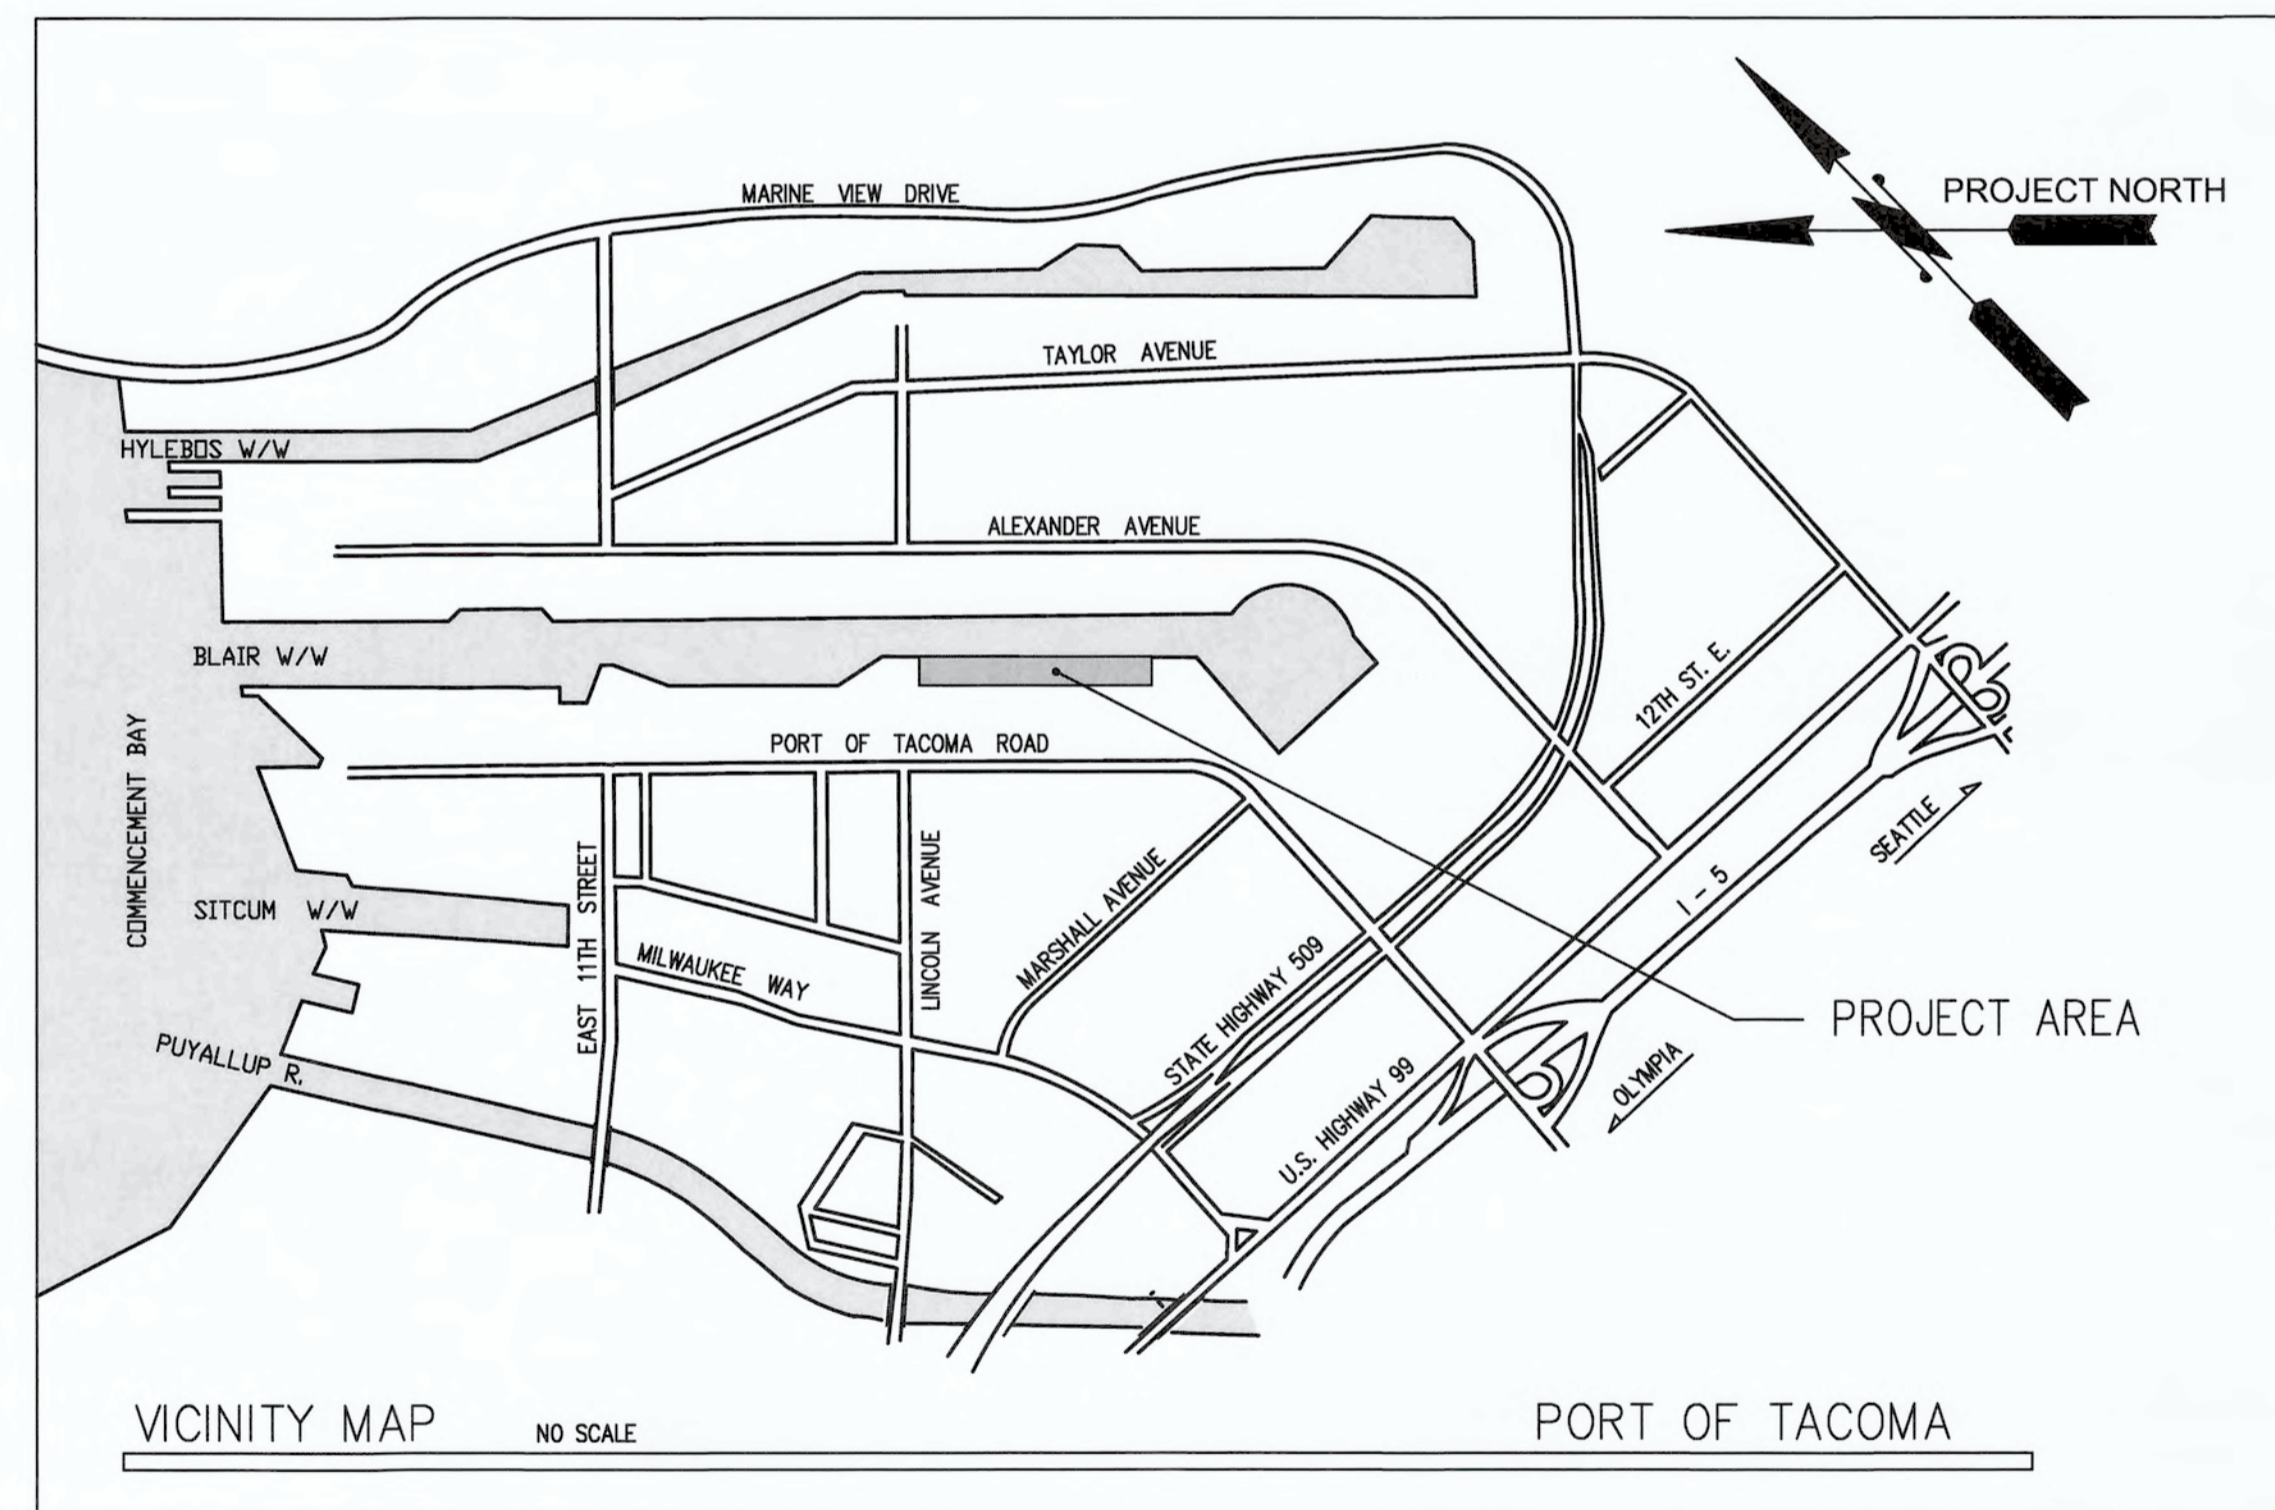 PROJECT NORTH
MARINE VIEW DRIVE
TAYLOR AVENUE
HYLEBOS W/W
ALEXANDER AVENUE
BLAIR W/W
12TH ST. E.
COMMENCEMENT BAY
PORT OF TACOMA ROAD
SEATTLE
EAST 11TH STREET
LINCOLN AVENUE
MARSHALL AVENUE
I - 5
SITCUM W/W
MILWAUKEE WAY
STATE HIGHWAY 509
PROJECT AREA
PUYALLUP R.
U.S. HIGHWAY 99
OLYMPIA
VICINITY MAP
NO SCALE
PORT OF TACOMA